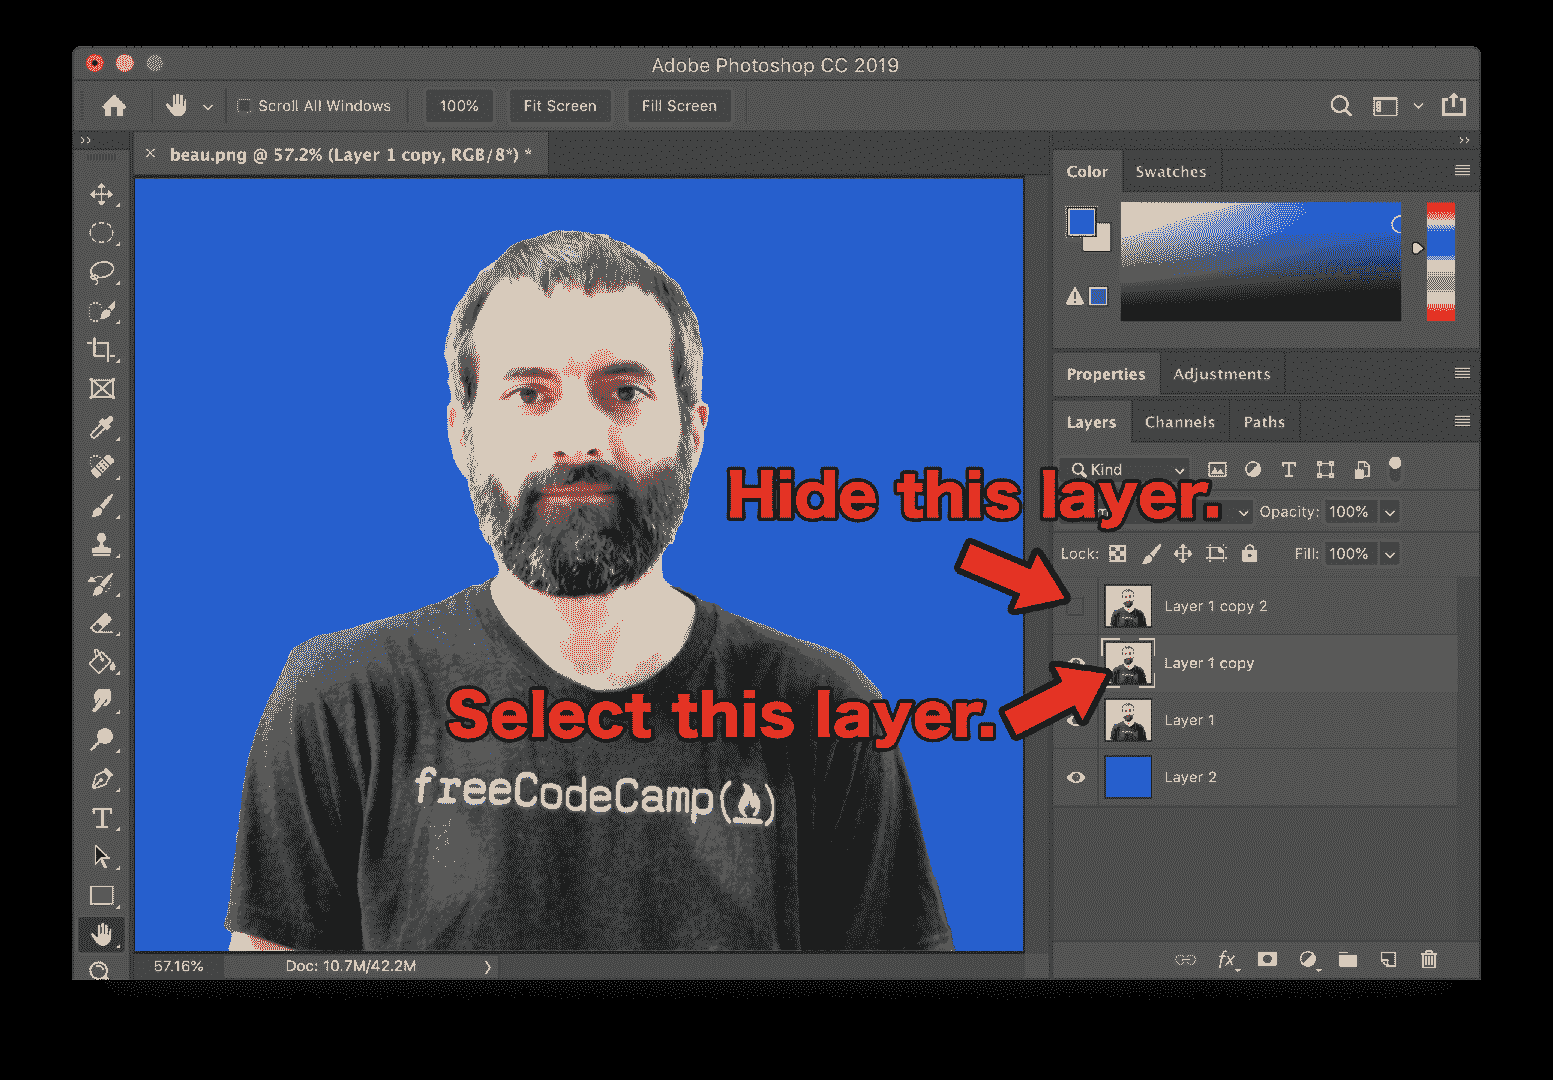 Adobe Photoshop CC 2019
Scroll All Windows
100%
Fit Screen
Fill Screen
beau.png @ 57.2% (Layer 1 copy, RGB/8*) *
Color
Swatches
Properties
Adjustments
Layers
Channels
Paths
Kind
Hide this layer.
Opacity: 100%
Lock:
Fill: 100%
Layer 1 copy 2
Layer 1 copy
Select this layer.
Layer 1
freeCodeCamp
Layer 2
57.16%
Doc: 10.7M/42.2M
fx